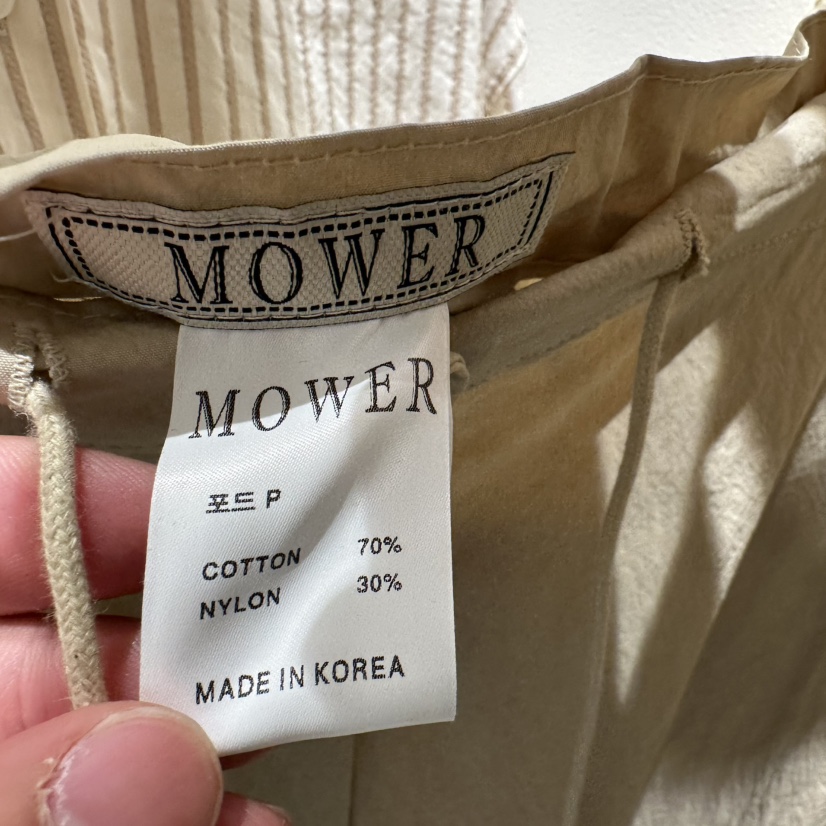 MOWER
MOWER
포드 P
COTTON 70%
NYLON 30%
MADE IN KOREA